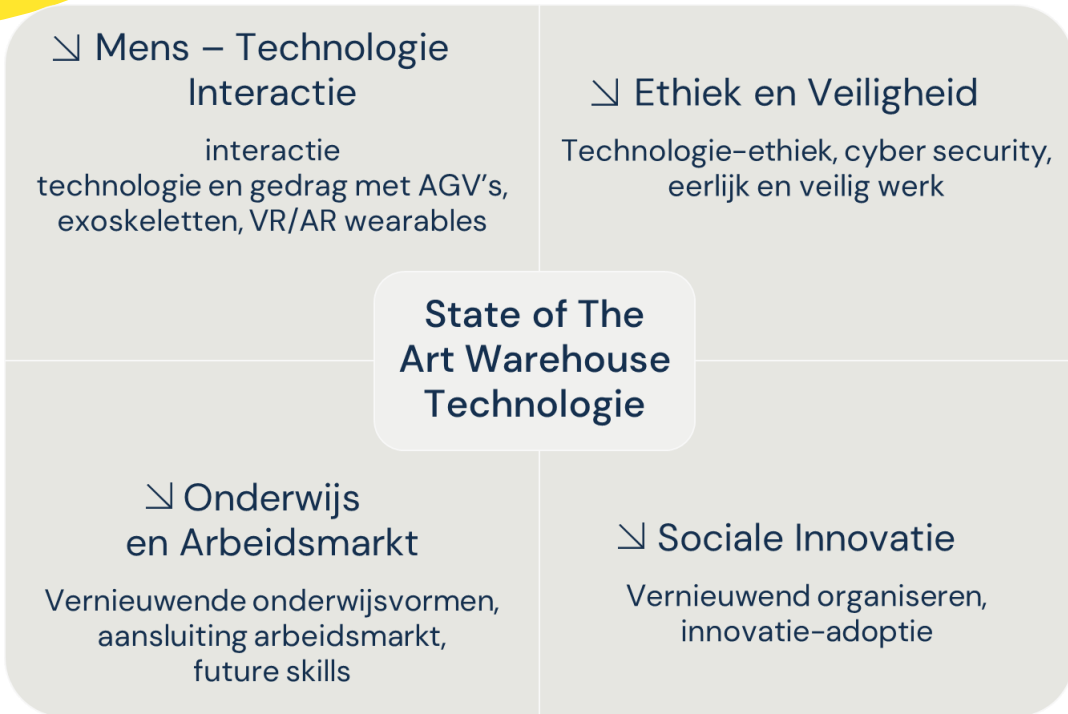 Mens – Technologie
Interactie
interactie
technologie en gedrag met AGV's,
exoskeletten, VR/AR wearables
Ethiek en Veiligheid
Technologie-ethiek, cyber security,
eerlijk en veilig werk
State of The
Art Warehouse
Technologie
Onderwijs
en Arbeidsmarkt
Vernieuwende onderwijsvormen,
aansluiting arbeidsmarkt,
future skills
Sociale Innovatie
Vernieuwend organiseren,
innovatie-adoptie